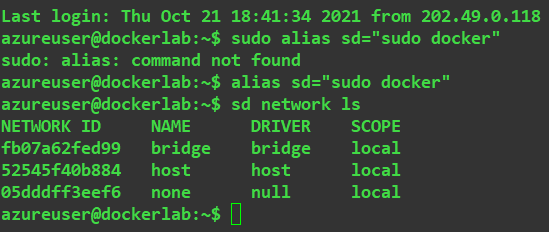 Last login: Thu Oct 21 18:41:34 2021 from 202.49.0.118
azureuser@dockerlab:~$ sudo alias sd="sudo docker"
sudo: alias: command not found
azureuser@dockerlab:~$ alias sd="sudo docker"
azureuser@dockerlab:~$ sd network ls
NETWORK ID     NAME      DRIVER    SCOPE
fb07a62fed99   bridge    bridge    local
52545f40b884   host      host      local
05dddff3eef6   none      null      local
azureuser@dockerlab:~$